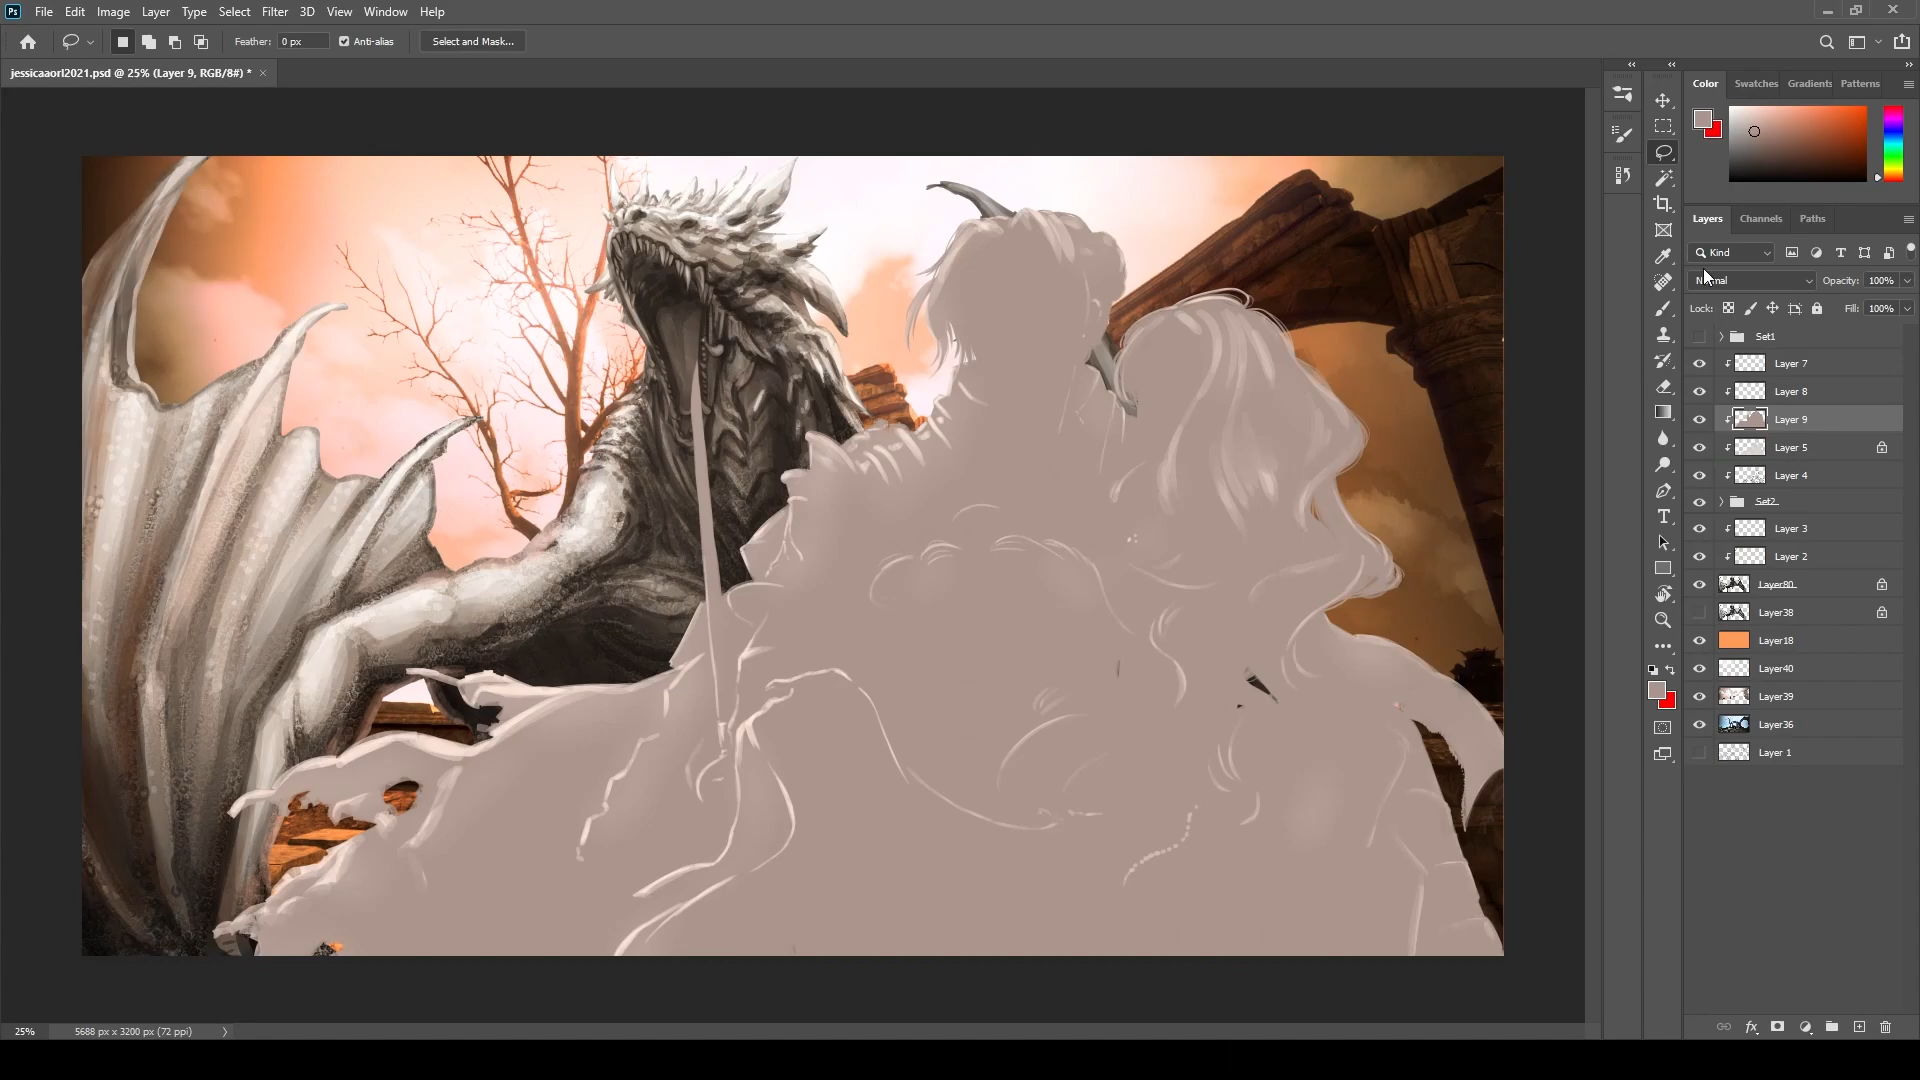 Ps File Edit Image Layer Type Select Filter 3D View Window Help
Feather: 0 px Anti-alias Select and Mask...
jessicaaorl2021.psd @ 25% (Layer 9, RGB/8#) *
Color Swatches Gradients Patterns
Layers Channels Paths
Kind
Opacity: 100%
Lock: Fill: 100%
Set1
Layer 7
Layer 8
Layer 9
Layer 5
Layer 4
Set2
Layer 3
Layer 2
Layer80
Layer38
Layer18
Layer40
Layer39
Layer36
Layer 1
25% 5688 px x 3200 px (72 ppi)